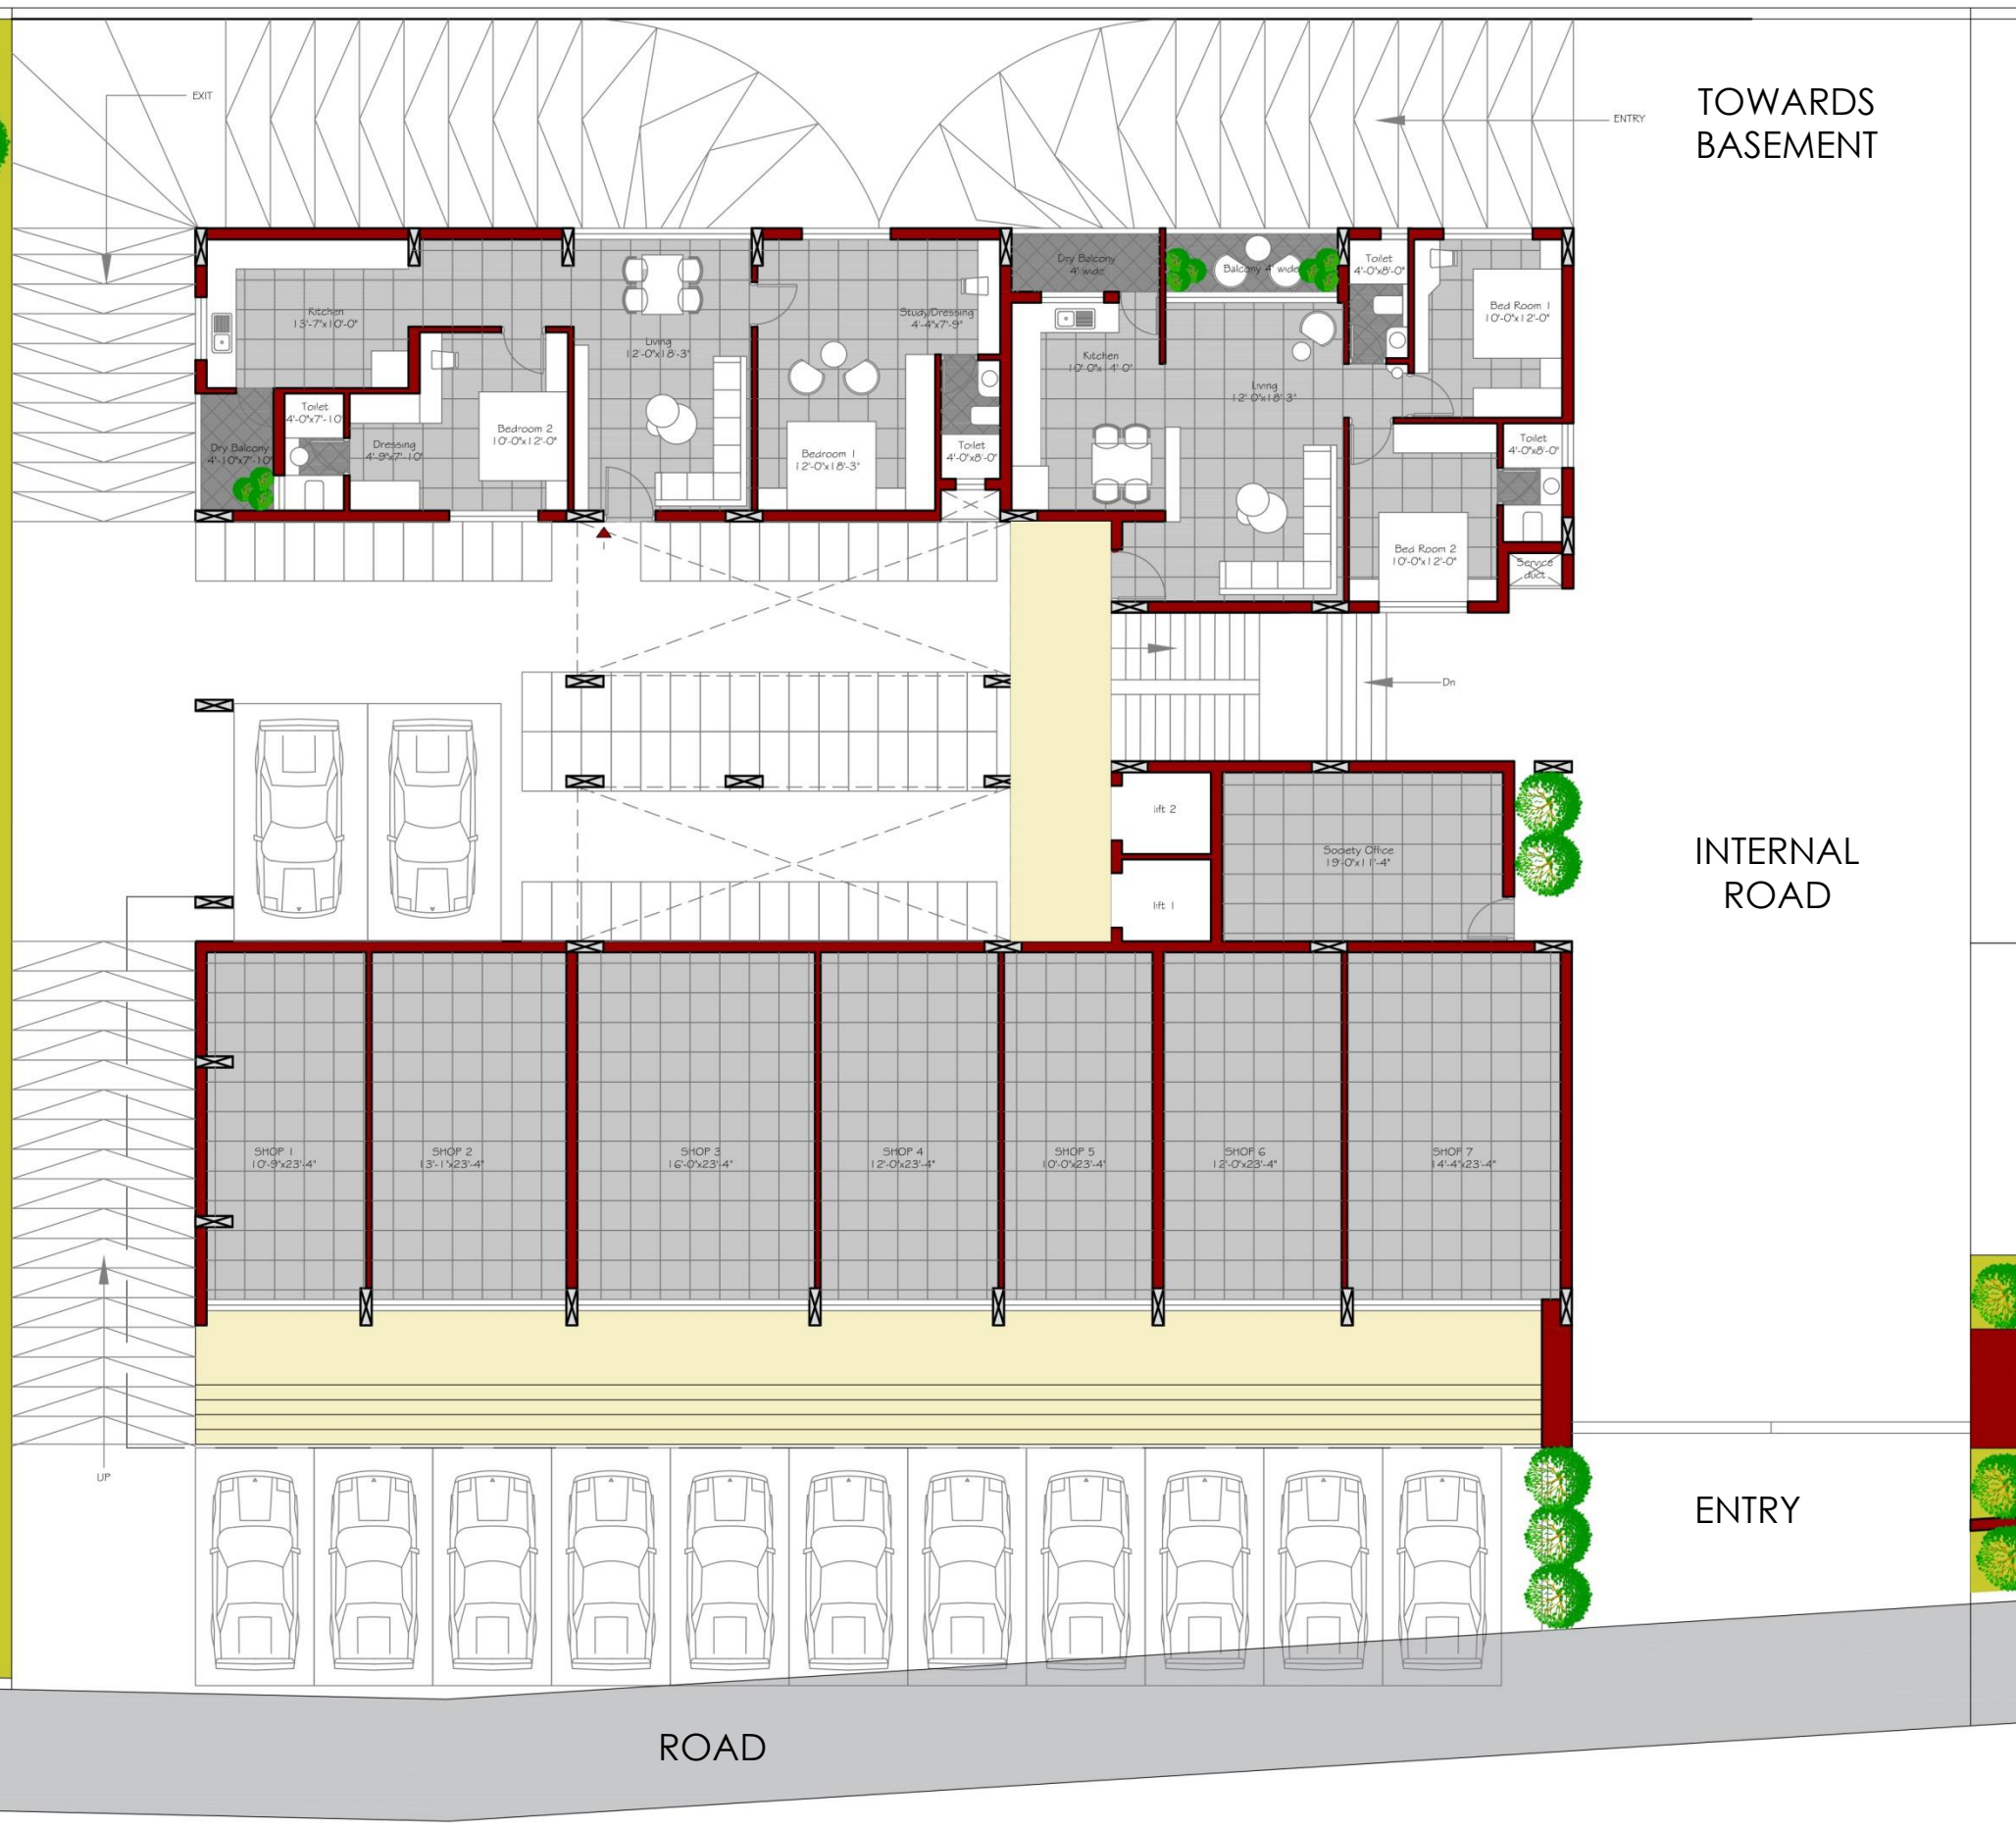 EXIT
TOWARDS
BASEMENT
ENTRY
Dry Balcony
4' wide
Balcony 4' wide
Toilet
4'-0"x8'-0"
Bed Room 1
10'-0"x12'-0"
Kitchen
13'-7"x10'-0"
Study/Dressing
4'-4"x7'-9"
Living
12'-0"x18'-3"
Kitchen
Living
12'-0"x18'-3"
Toilet
4'-0"x7'-10"
Bedroom 2
10'-0"x12'-0"
Dry Balcony
4'-10"x7'-10"
Dressing
4'-9"x7'-10"
Bedroom 1
12'-0"x18'-3"
Toilet
4'-0"x8'-0"
Toilet
4'-0"x8'-0"
Bed Room 2
10'-0"x12'-0"
Service
duct
Dn
lift 2
Society Office
19'-0"x11'-4"
lift 1
INTERNAL
ROAD
SHOP 1
10'-9"x23'-4"
SHOP 2
13'-1"x23'-4"
SHOP 3
16'-0"x23'-4"
SHOP 4
12'-0"x23'-4"
SHOP 5
10'-0"x23'-4"
SHOP 6
12'-0"x23'-4"
SHOP 7
14'-4"x23'-4"
UP
ENTRY
ROAD